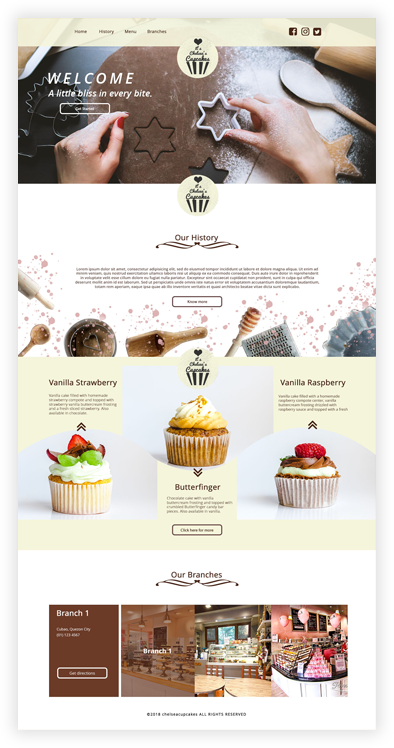 Home History Menu Branches
It's
Chelsea's
Cupcakes
WELCOME
A little bliss in every bite.
Get Started
It's
Chelsea's
Cupcakes
Our History
Lorem ipsum dolor sit amet, consectetur adipiscing elit, sed do eiusmod tempor incididunt ut labore et dolore magna aliqua. Ut enim ad
minim veniam, quis nostrud exercitation ullamco laboris nisi ut aliquip ex ea commodo consequat. Duis aute irure dolor in reprehenderit
in voluptate velit esse cillum dolore eu fugiat nulla pariatur. Excepteur sint occaecat cupidatat non proident, sunt in culpa qui officia
deserunt mollit anim id est laborum. Sed ut perspiciatis unde omnis iste natus error sit voluptatem accusantium doloremque laudantium,
totam rem aperiam, eaque ipsa quae ab illo inventore veritatis et quasi architecto beatae vitae dicta sunt explicabo.
Know more
It's
Chelsea's
Cupcakes
Vanilla Strawberry
Vanilla cake filled with homemade
strawberry compote and topped with
strawberry vanilla buttercream frosting
and a fresh sliced strawberry. Also
available in chocolate.
Vanilla Raspberry
Vanilla cake filled with a homemade
raspberry compote center, vanilla
buttercream frosting drizzled with
raspberry sauce and topped with a fresh
Butterfinger
Chocolate cake with vanilla
buttercream frosting and topped with
crumbled Butterfinger candy bar
pieces. Also available in vanilla.
Click here for more
Our Branches
Branch 1
Cubao, Quezon City
(01) 123-4567
Get directions
Branch 1
©2018 chelseacupcakes ALL RIGHTS RESERVED